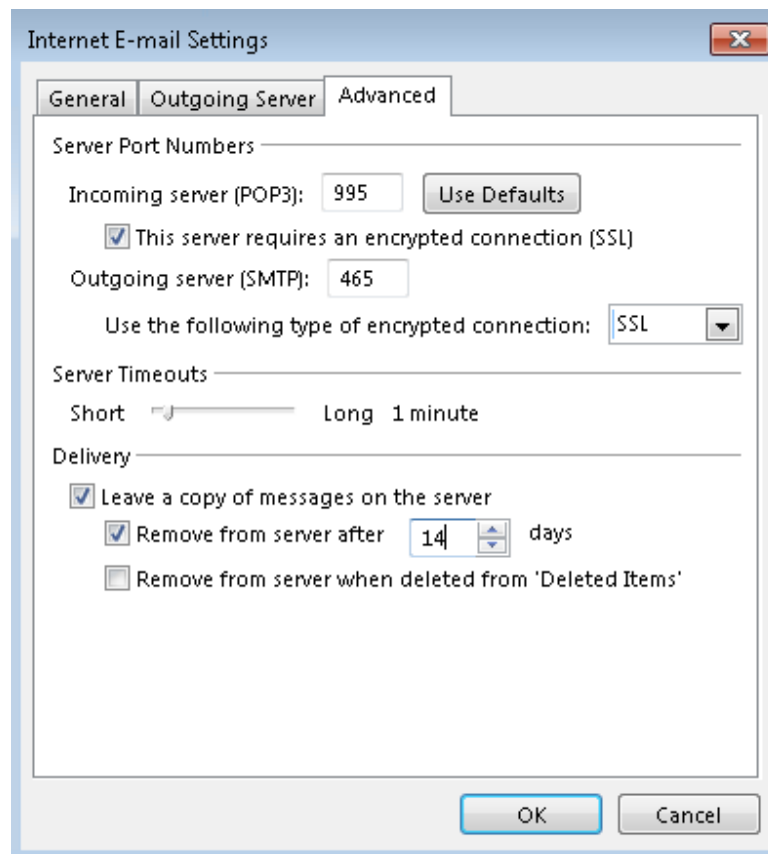 Internet E-mail Settings
General Outgoing Server Advanced
Server Port Numbers
Incoming server (POP3): 995 Use Defaults
This server requires an encrypted connection (SSL)
Outgoing server (SMTP): 465
Use the following type of encrypted connection: SSL
Server Timeouts
Short Long 1 minute
Delivery
Leave a copy of messages on the server
Remove from server after 14 days
Remove from server when deleted from 'Deleted Items'
OK Cancel